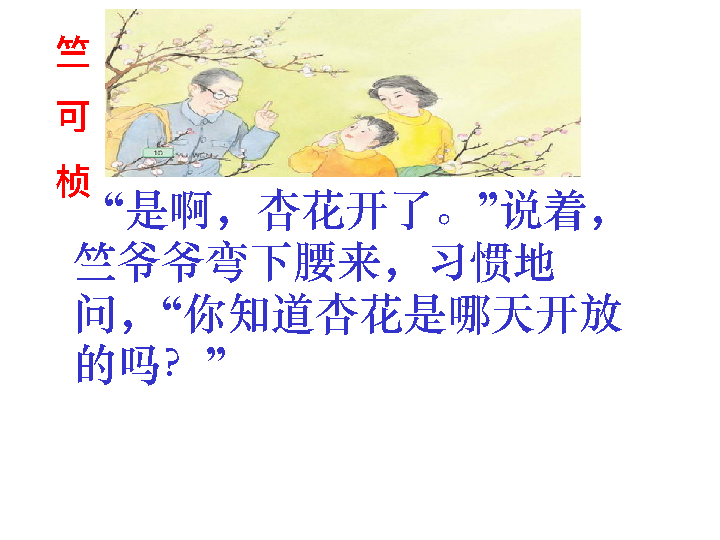 竺可桢
“是啊，杏花开了。”说着，
竺爷爷弯下腰来，习惯地
问，“你知道杏花是哪天开放
的吗？”